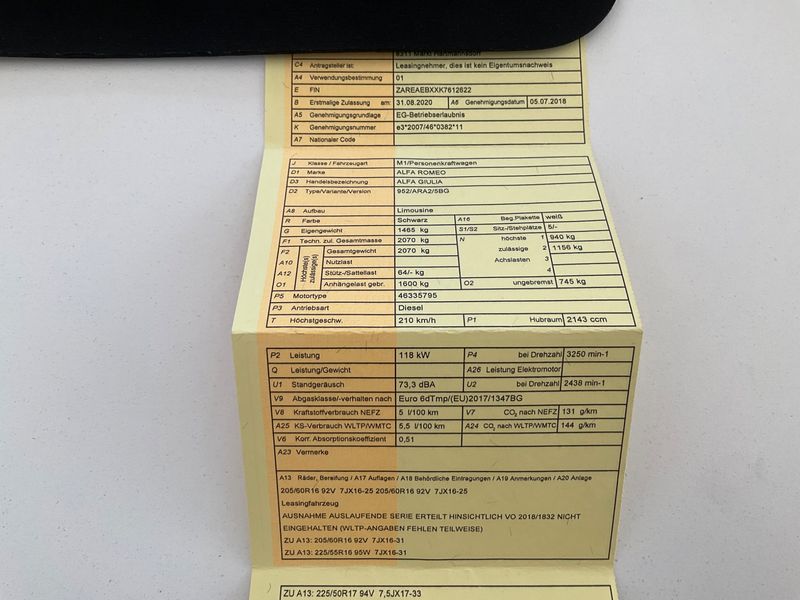 8311 Markt Hartmannsdorf
C4 Antragsteller ist: Leasingnehmer, dies ist kein Eigentumsnachweis
A4 Verwendungsbestimmung 01
E FIN ZAREAEBXXK7612622
B Erstmalige Zulassung am: 31.08.2020 A6 Genehmigungsdatum 05.07.2018
A5 Genehmigungsgrundlage EG-Betriebserlaubnis
K Genehmigungsnummer e3*2007/46*0382*11
A7 Nationaler Code
J Klasse / Fahrzeugart M1/Personenkraftwagen
D1 Marke ALFA ROMEO
D3 Handelsbezeichnung ALFA GIULIA
D2 Type/Variante/Version 952/ARA2/5BG
A8 Aufbau Limousine
R Farbe Schwarz A16 Beg.Plakette weiß
G Eigengewicht 1465 kg S1/S2 Sitz-/Stehplätze 5/-
F1 Techn. zul. Gesamtmasse 2070 kg N höchste 1 940 kg
F2 Höchste(s) zulässige(s) Gesamtgewicht 2070 kg zulässige 2 1156 kg
A10 Nutzlast Achslasten 3
A12 Stütz-/Sattellast 64/- kg 4
O1 Anhängelast gebr. 1600 kg O2 ungebremst 745 kg
P5 Motortype 46335795
P3 Antriebsart Diesel
T Höchstgeschw. 210 km/h P1 Hubraum 2143 ccm
P2 Leistung 118 kW P4 bei Drehzahl 3250 min-1
Q Leistung/Gewicht A26 Leistung Elektromotor
U1 Standgeräusch 73,3 dBA U2 bei Drehzahl 2438 min-1
V9 Abgasklasse/-verhalten nach Euro 6dTmp/(EU)2017/1347BG
V8 Kraftstoffverbrauch NEFZ 5 l/100 km V7 CO2 nach NEFZ 131 g/km
A25 KS-Verbrauch WLTP/WMTC 5,5 l/100 km A24 CO2 nach WLTP/WMTC 144 g/km
V6 Korr. Absorptionskoeffizient 0,51
A23 Vermerke
A13 Räder, Bereifung / A17 Auflagen / A18 Behördliche Eintragungen / A19 Anmerkungen / A20 Anlage
205/60R16 92V 7JX16-25 205/60R16 92V 7JX16-25
Leasingfahrzeug
AUSNAHME AUSLAUFENDE SERIE ERTEILT HINSICHTLICH VO 2018/1832 NICHT
EINGEHALTEN (WLTP-ANGABEN FEHLEN TEILWEISE)
ZU A13: 205/60R16 92V 7JX16-31
ZU A13: 225/55R16 95W 7JX16-31
ZU A13: 225/50R17 94V 7,5JX17-33